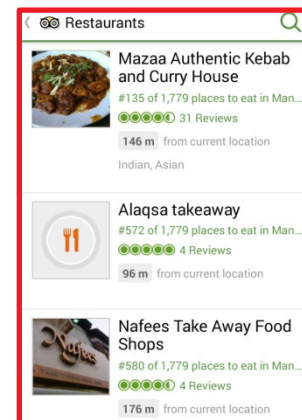 Restaurants
Mazaa Authentic Kebab
and Curry House
#135 of 1,779 places to eat in Man...
31 Reviews
146 m from current location
Indian, Asian
Alaqsa takeaway
#572 of 1,779 places to eat in Man...
4 Reviews
96 m from current location
Nafees
Nafees Take Away Food
Shops
#580 of 1,779 places to eat in Man...
4 Reviews
176 m from current location